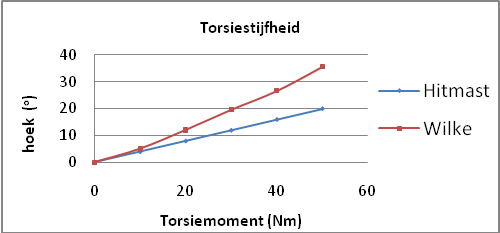 Torsiestijfheid
40
30
20
10
0
hoek (°)
0 20 40 60
Torsiemoment (Nm)
Hitmast
Wilke